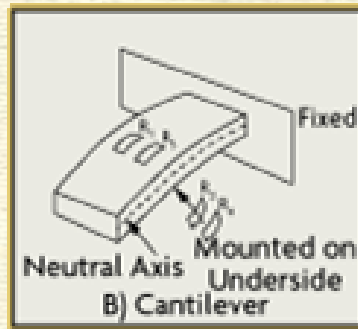 Fixed
Neutral Axis
Mounted on
Underside
B) Cantilever